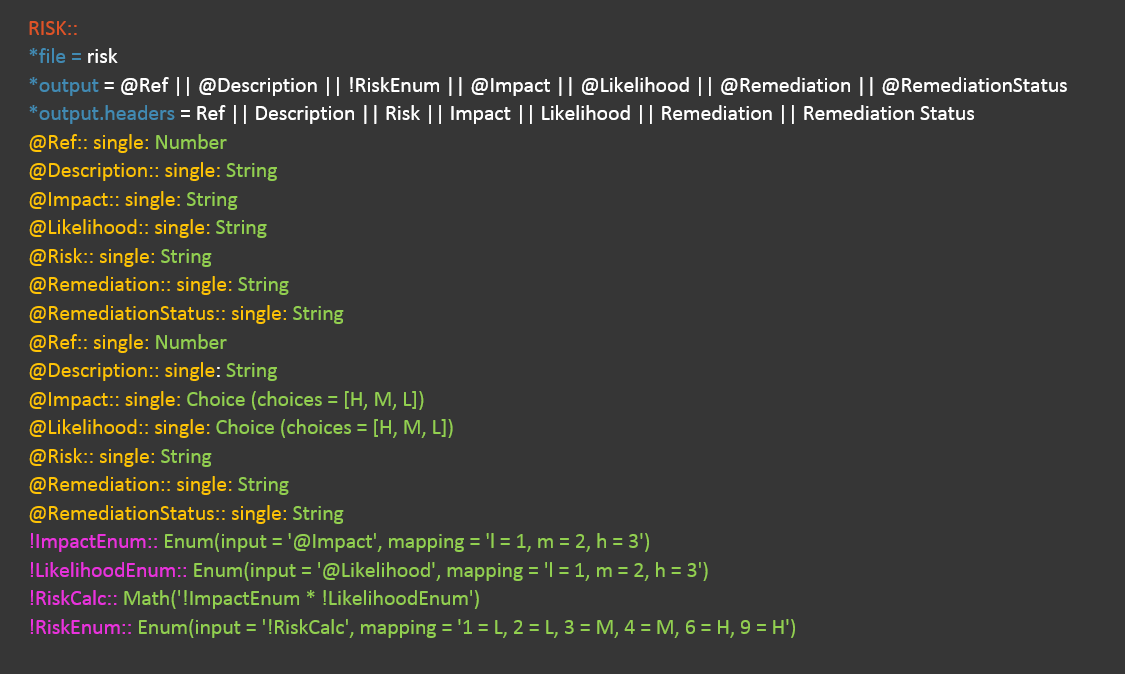 RISK::
*file = risk
*output = @Ref || @Description || !RiskEnum || @Impact || @Likelihood || @Remediation || @RemediationStatus
*output.headers = Ref || Description || Risk || Impact || Likelihood || Remediation || Remediation Status
@Ref:: single: Number
@Description:: single: String
@Impact:: single: String
@Likelihood:: single: String
@Risk:: single: String
@Remediation:: single: String
@RemediationStatus:: single: String
@Ref:: single: Number
@Description:: single: String
@Impact:: single: Choice (choices = [H, M, L])
@Likelihood:: single: Choice (choices = [H, M, L])
@Risk:: single: String
@Remediation:: single: String
@RemediationStatus:: single: String
!ImpactEnum:: Enum(input = '@Impact', mapping = 'l = 1, m = 2, h = 3')
!LikelihoodEnum:: Enum(input = '@Likelihood', mapping = 'l = 1, m = 2, h = 3')
!RiskCalc:: Math('!ImpactEnum * !LikelihoodEnum')
!RiskEnum:: Enum(input = '!RiskCalc', mapping = '1 = L, 2 = L, 3 = M, 4 = M, 6 = H, 9 = H')